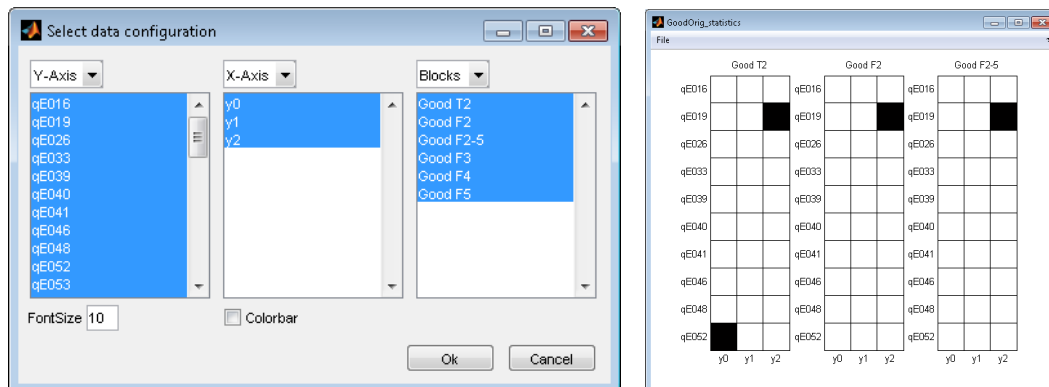 Select data configuration
Y-Axis
X-Axis
Blocks
qE016
qE019
qE026
qE033
qE039
qE040
qE041
qE046
qE048
qE052
qE053
y0
y1
y2
Good T2
Good F2
Good F2-5
Good F3
Good F4
Good F5
FontSize 10
Colorbar
Ok
Cancel
GoodOrig_statistics
File
Good T2
Good F2
Good F2-5
qE016 qE016 qE016
qE019 qE019 qE019
qE026 qE026 qE026
qE033 qE033 qE033
qE039 qE039 qE039
qE040 qE040 qE040
qE041 qE041 qE041
qE046 qE046 qE046
qE048 qE048 qE048
qE052 qE052 qE052
y0 y1 y2 y0 y1 y2 y0 y1 y2